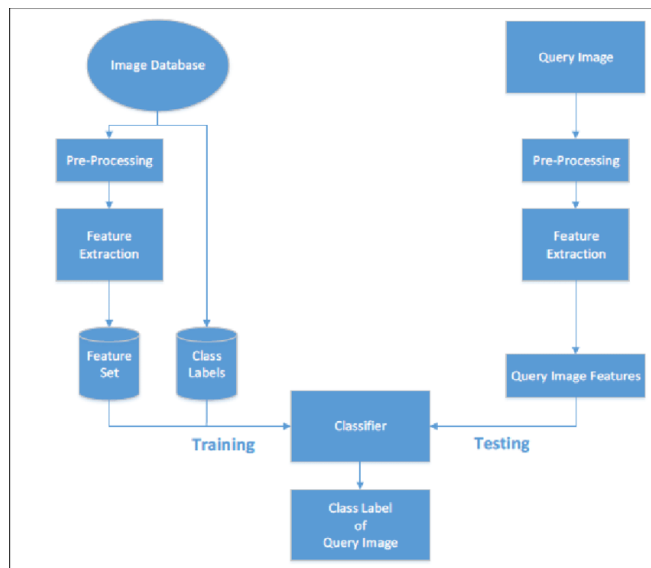 Image Database
Query Image
Pre-Processing
Pre-Processing
Feature
Extraction
Feature
Extraction
Feature
Set
Class
Labels
Query Image Features
Training
Classifier
Testing
Class Label
of
Query Image